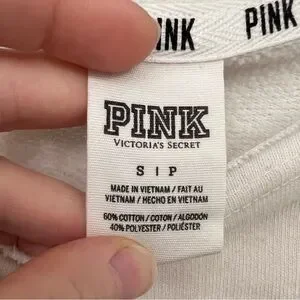 INK
PINK
PINK
VICTORIA'S SECRET
S | P
MADE IN VIETNAM / FAIT AU
VIETNAM / HECHO EN VIETNAM
60% COTTON / COTON / ALGODÓN
40% POLYESTER / POLIÉSTER